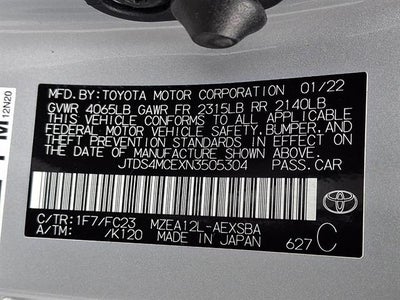 MFD.BY:TOYOTA MOTOR CORPORATION 01/22
GVWR 4065LB GAWR FR 2315LB RR 2140LB
THIS VEHICLE CONFORMS TO ALL APPLICABLE
FEDERAL MOTOR VEHICLE SAFETY,BUMPER,AND
THEFT PREVENTION STANDARDS IN EFFECT ON
THE DATE OF MANUFACTURE SHOWN ABOVE.
JTDS4MCEXN3505304 PASS.CAR
C/TR:1F7/FC23 MZEA12L-AEXSBA
A/TM: /K120 MADE IN JAPAN 627 C
TOYOTA
12N20